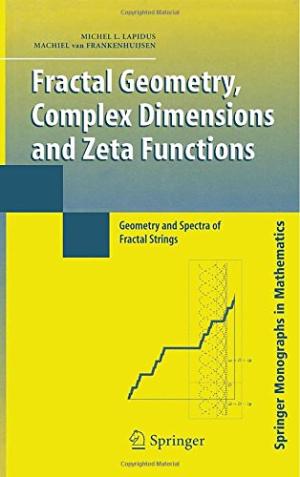 MICHEL L. LAPIDUS
MACHIEL van FRANKENHUIJSEN
Fractal Geometry,
Complex Dimensions
and Zeta Functions
Geometry and Spectra of
Fractal Strings
Springer Monographs in Mathematics
Springer